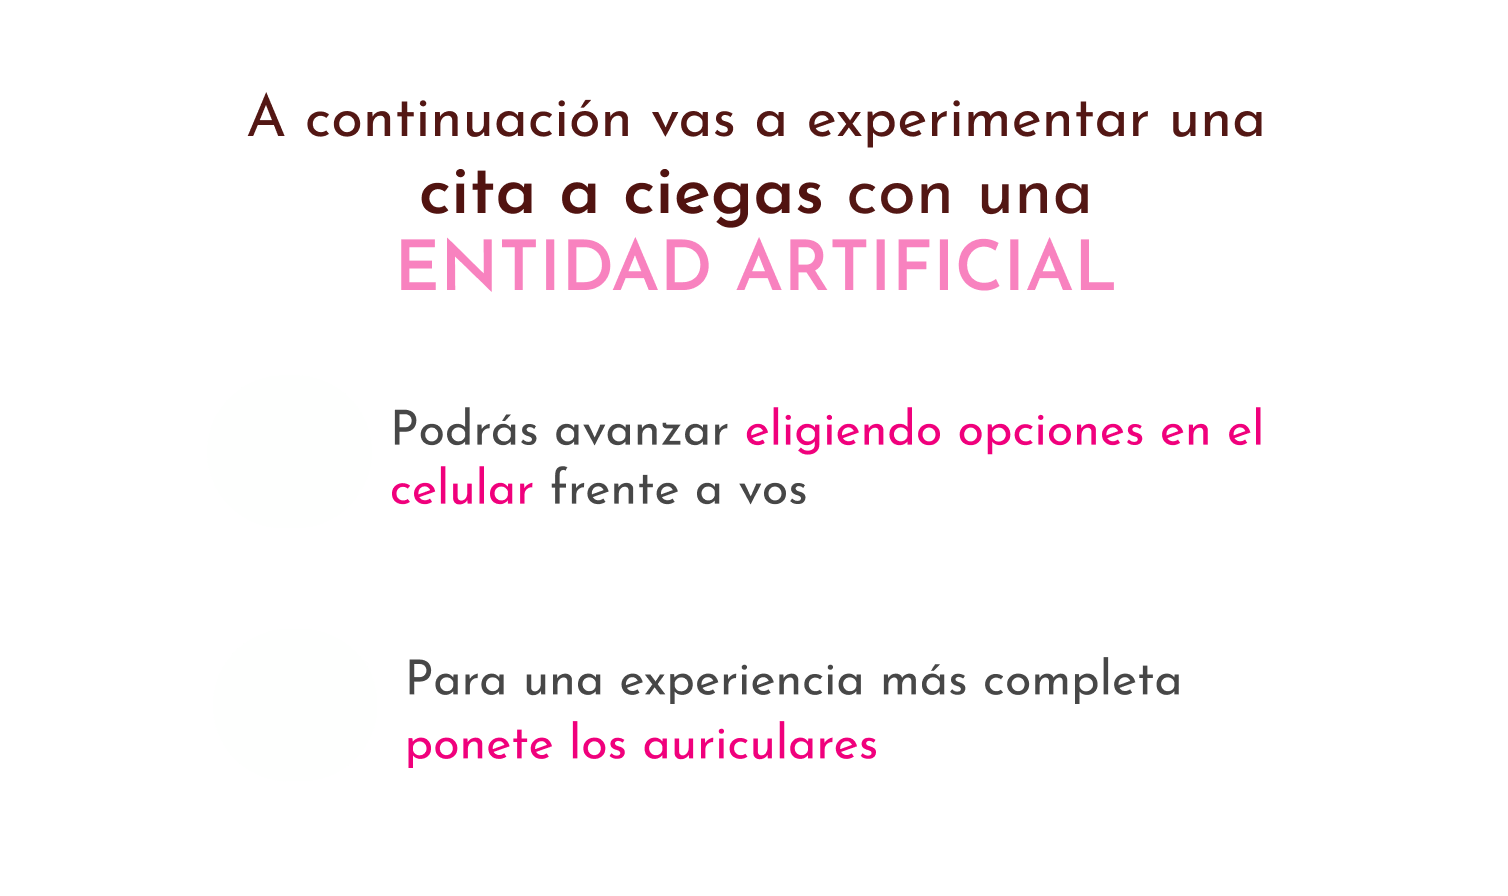 A continuación vas a experimentar una
cita a ciegas con una
ENTIDAD ARTIFICIAL
Podrás avanzar eligiendo opciones en el
celular frente a vos
Para una experiencia más completa
ponete los auriculares